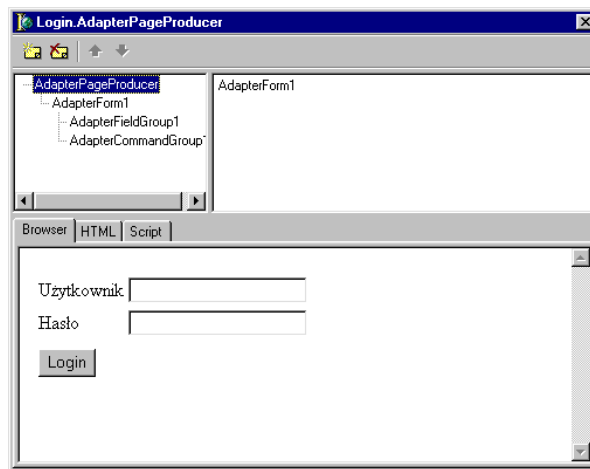 Login.AdapterPageProducer
AdapterPageProducer
AdapterForm1
AdapterFieldGroup1
AdapterCommandGroup
AdapterForm1
Browser HTML Script
Użytkownik
Hasło
Login